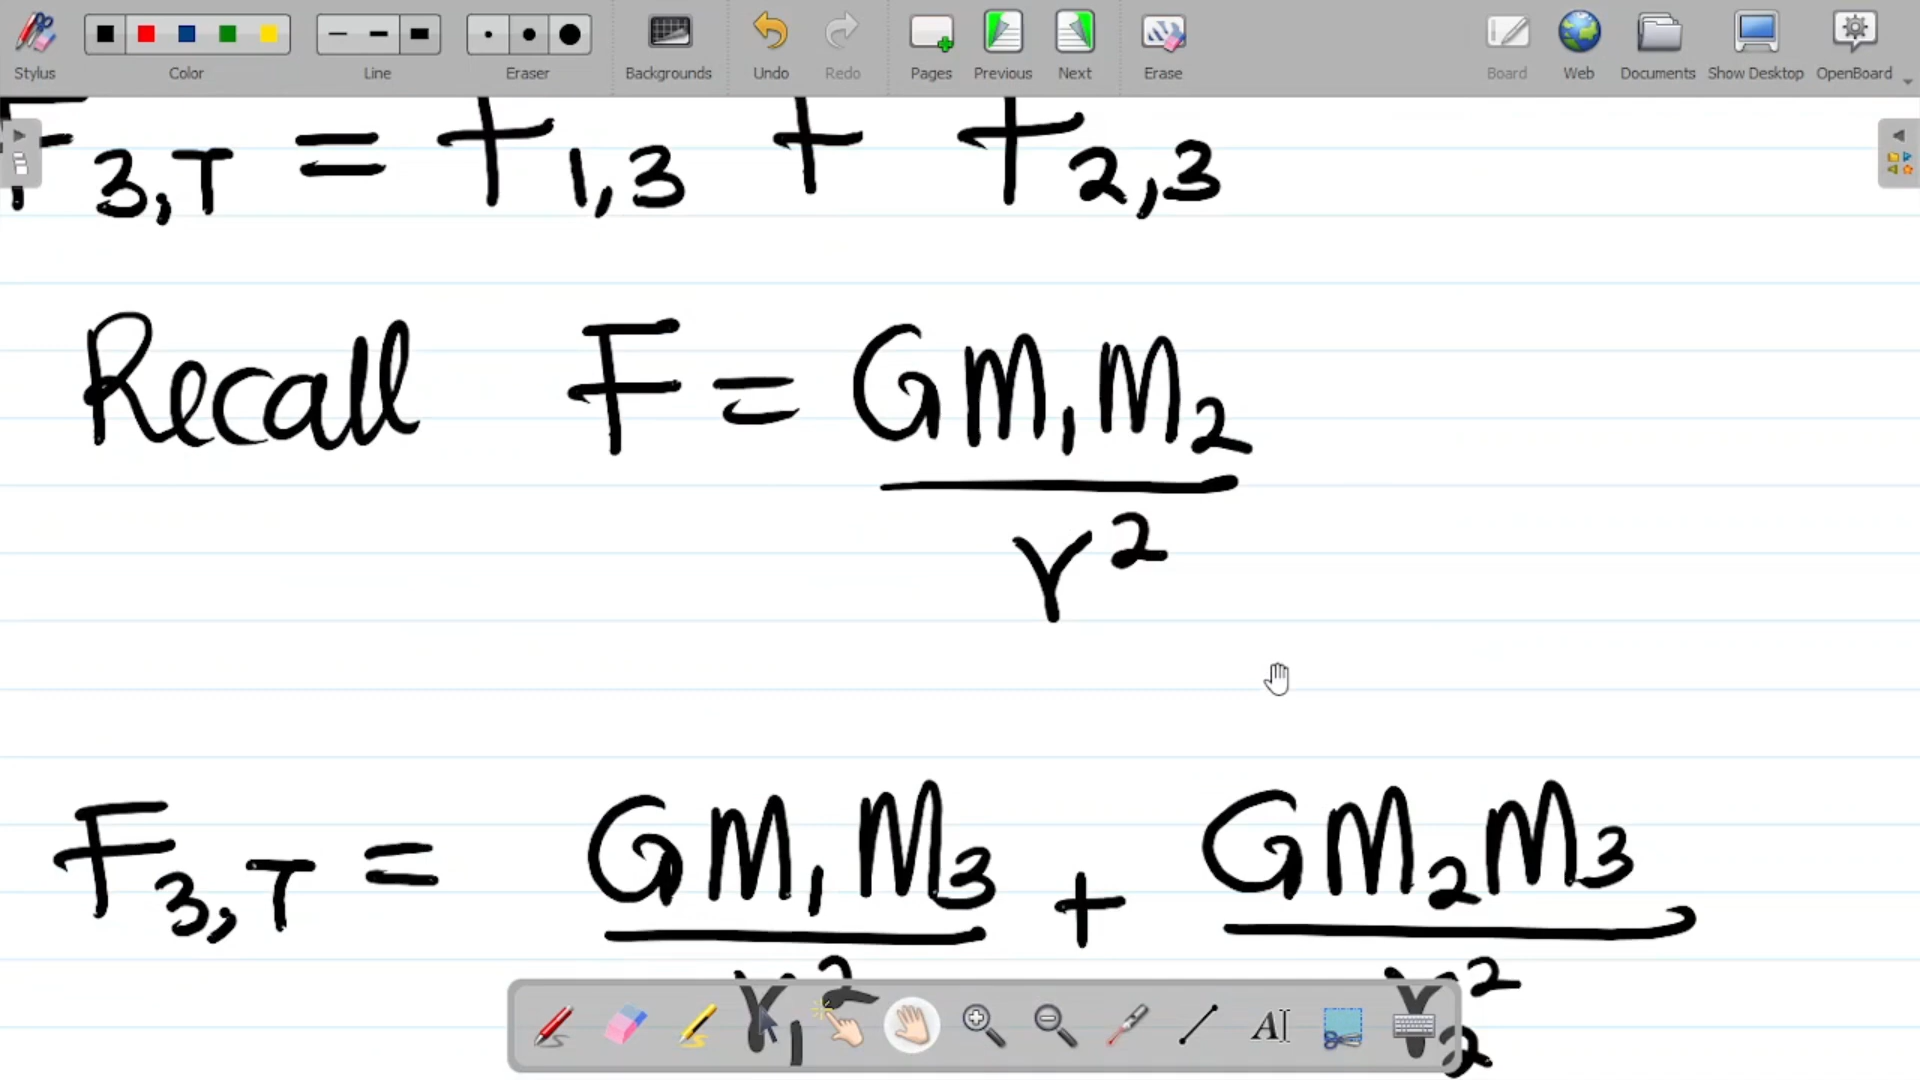 Stylus Color Line Eraser Backgrounds Undo Redo Pages Previous Next Erase Board Web Documents Show Desktop OpenBoard
F3,T = F1,3 + F2,3
Recall F = GM1M2
r²
F3,T = GM1M3 + GM2M3
r1² r2²